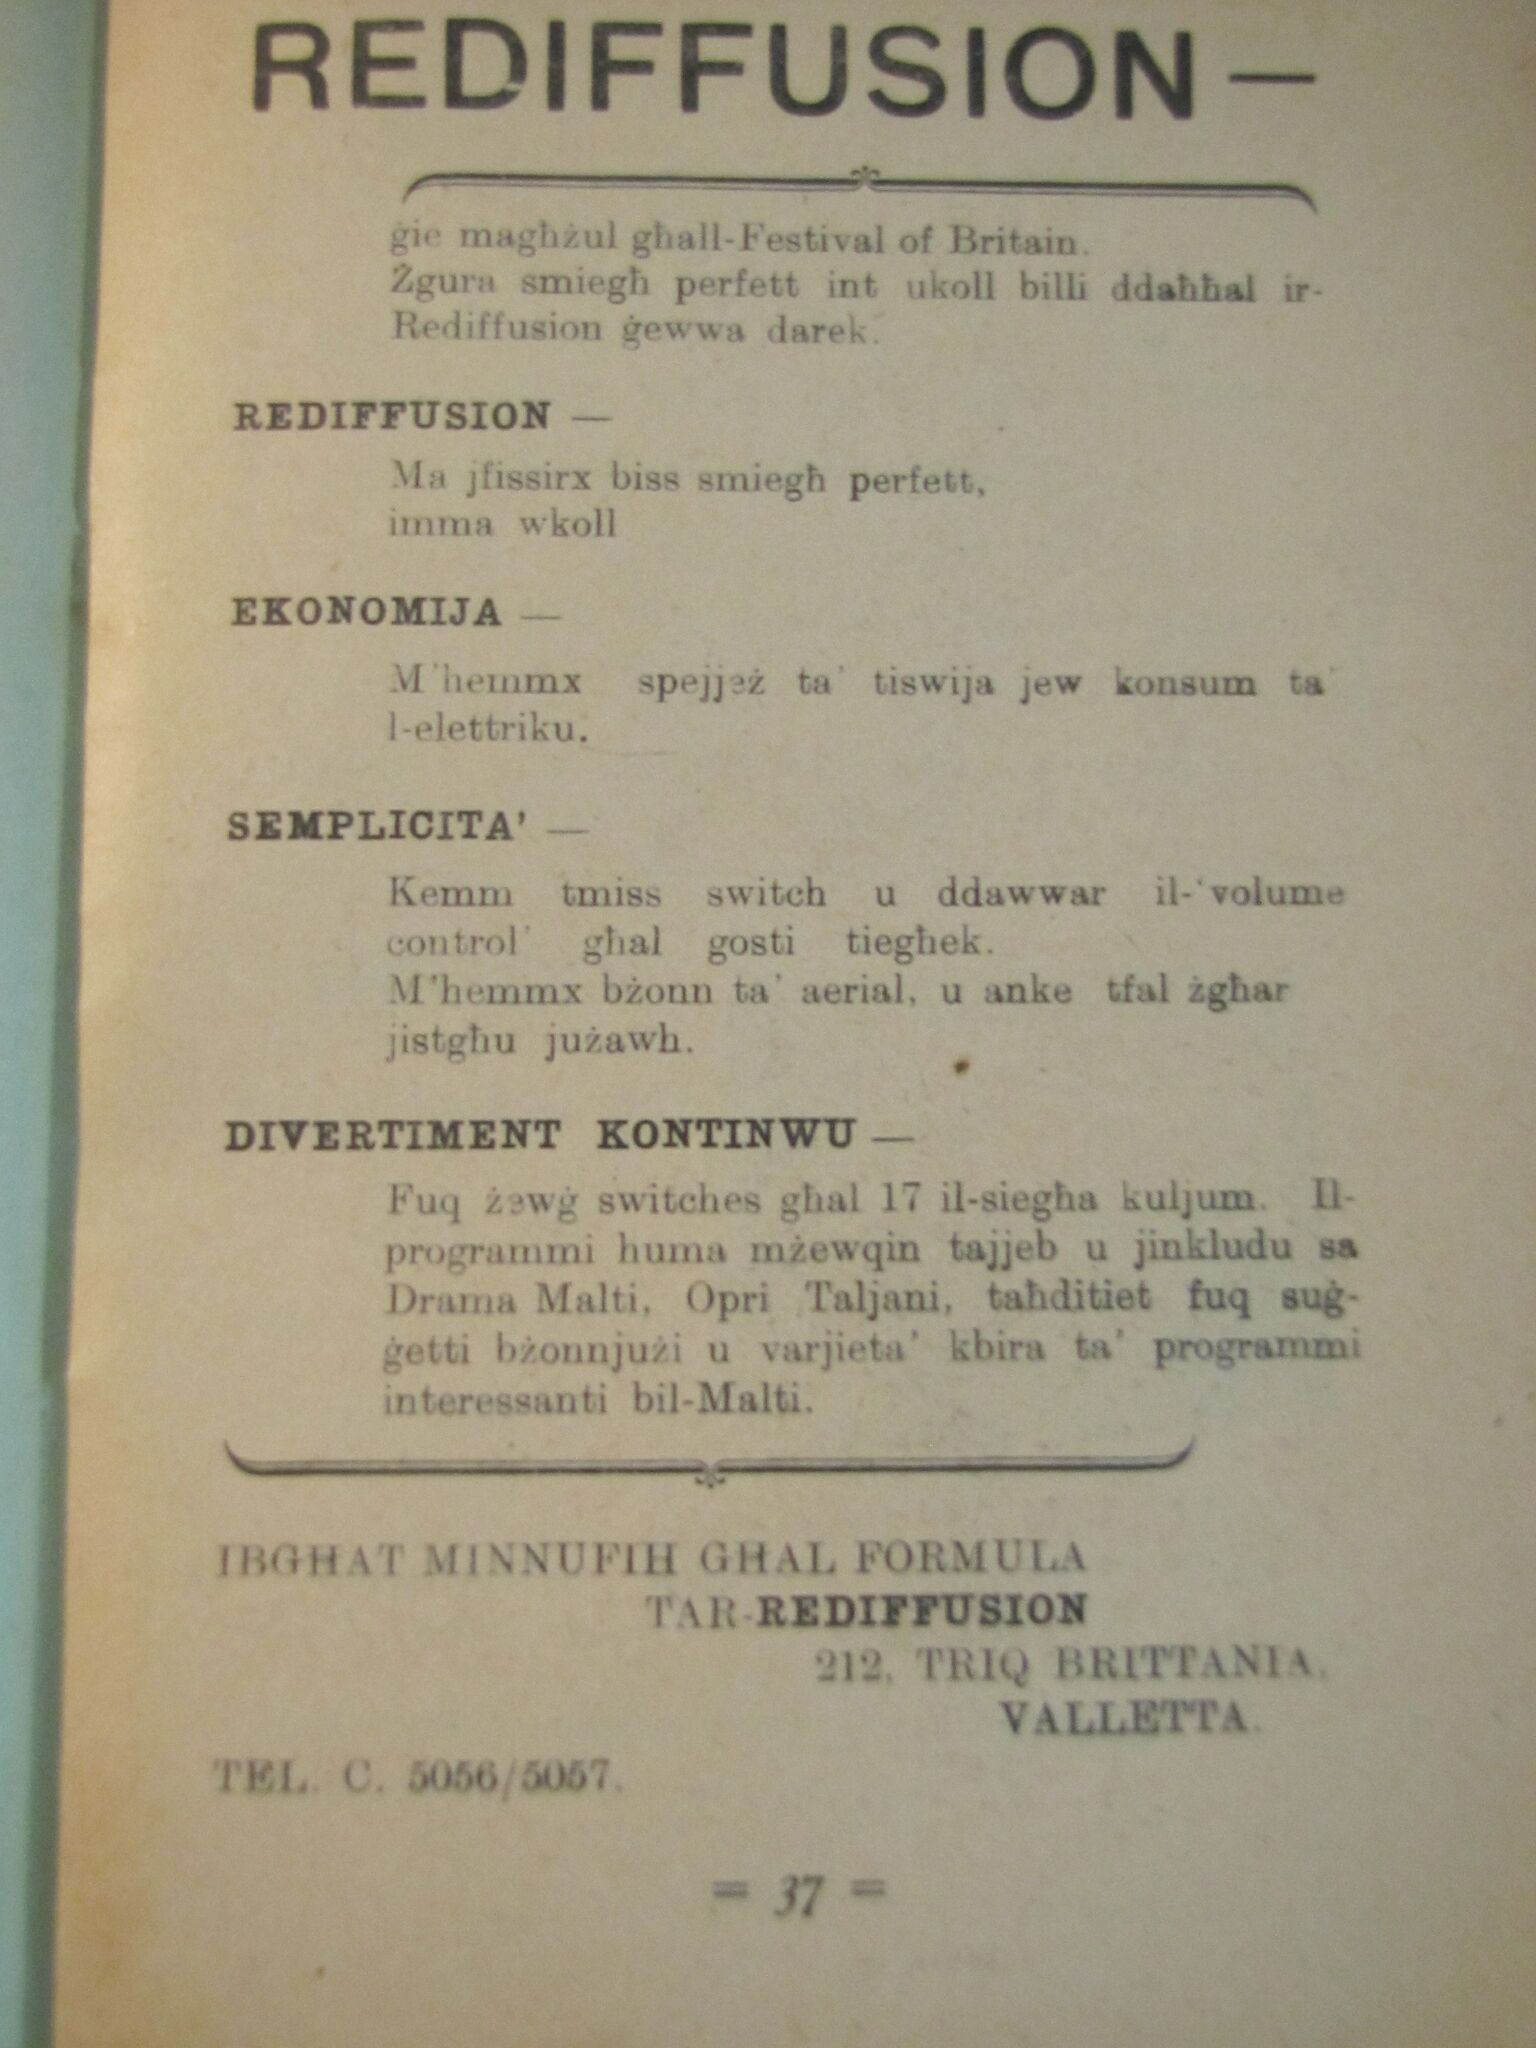 REDIFFUSION —
ġie magħżul għall-Festival of Britain.
Żgura smiegħ perfett int ukoll billi ddaħħal ir-
Rediffusion ġewwa darek.
REDIFFUSION —
Ma jfissirx biss smiegħ perfett,
imma wkoll
EKONOMIJA —
M'hemmx spejjeż ta' tiswija jew konsum ta'
l-elettriku.
SEMPLICITA' —
Kemm tmiss switch u ddawwar il-'volume
control' għal gosti tiegħek.
M'hemmx bżonn ta' aerial, u anke tfal żgħar
jistgħu jużawh.
DIVERTIMENT KONTINWU —
Fuq żewġ switches għal 17 il-siegħa kuljum. Il-
programmi huma mżewqin tajjeb u jinkludu sa
Drama Malti, Opri Taljani, taħditiet fuq suġ-
ġetti bżonnjużi u varjieta' kbira ta' programmi
interessanti bil-Malti.
IBGĦAT MINNUFIH GĦAL FORMULA
TAR-REDIFFUSION
212, TRIQ BRITTANIA,
VALLETTA.
TEL. C. 5056/5057.
= 37 =